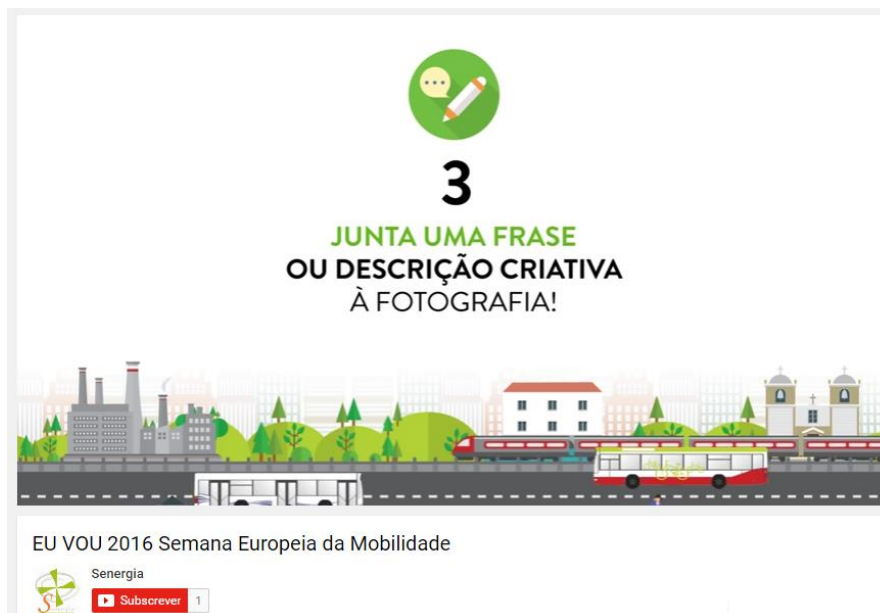 3
JUNTA UMA FRASE
OU DESCRIÇÃO CRIATIVA
À FOTOGRAFIA!
EU VOU 2016 Semana Europeia da Mobilidade
Senergia
Subscrever 1